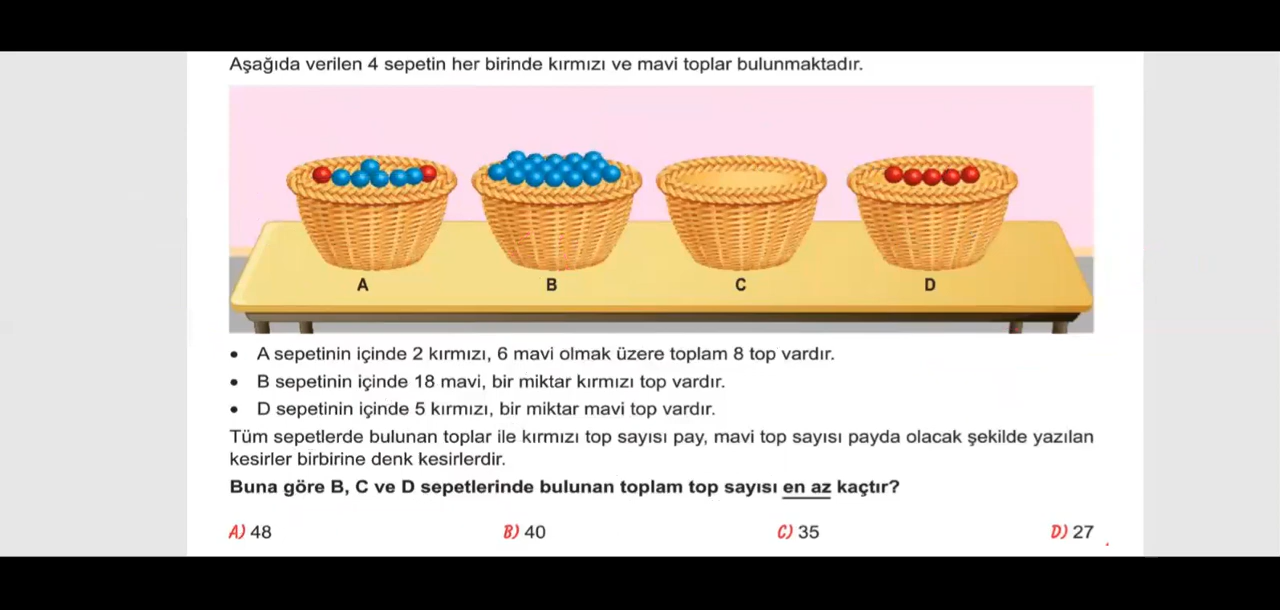 Aşağıda verilen 4 sepetin her birinde kırmızı ve mavi toplar bulunmaktadır.
A B C D
• A sepetinin içinde 2 kırmızı, 6 mavi olmak üzere toplam 8 top vardır.
• B sepetinin içinde 18 mavi, bir miktar kırmızı top vardır.
• D sepetinin içinde 5 kırmızı, bir miktar mavi top vardır.
Tüm sepetlerde bulunan toplar ile kırmızı top sayısı pay, mavi top sayısı payda olacak şekilde yazılan
kesirler birbirine denk kesirlerdir.
Buna göre B, C ve D sepetlerinde bulunan toplam top sayısı en az kaçtır?
A) 48 B) 40 C) 35 D) 27